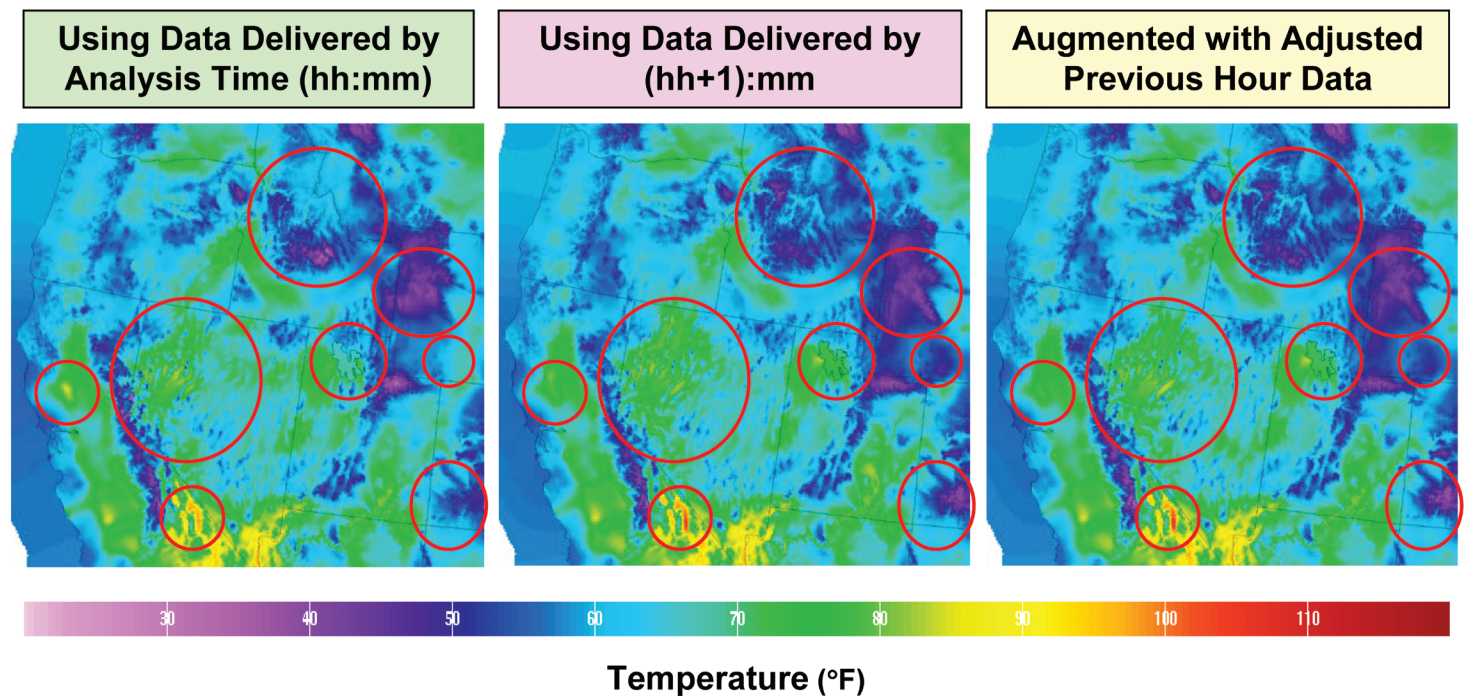 Using Data Delivered by
Analysis Time (hh:mm)
Using Data Delivered by
(hh+1):mm
Augmented with Adjusted
Previous Hour Data
30 40 50 60 70 80 90 100 110
Temperature (°F)